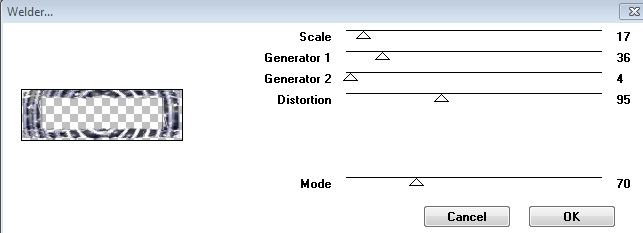 Welder...
Scale 17
Generator 1 36
Generator 2 4
Distortion 95
Mode 70
Cancel OK